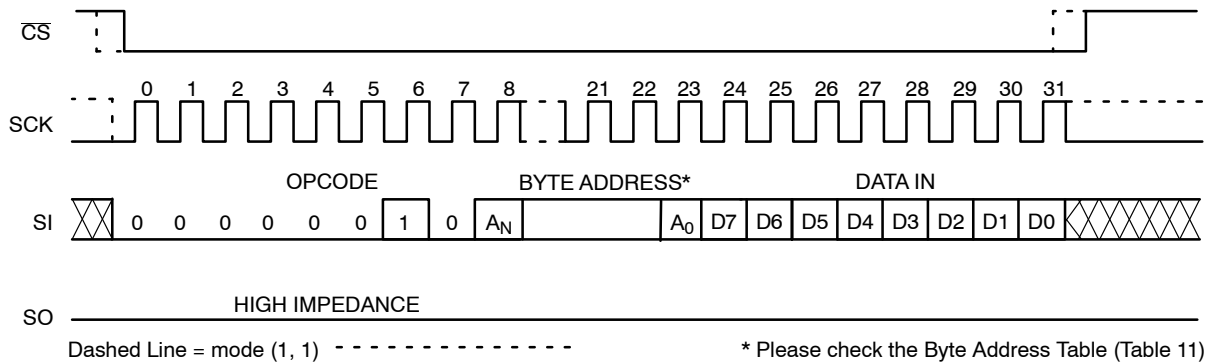 CS
0 1 2 3 4 5 6 7 8 21 22 23 24 25 26 27 28 29 30 31
SCK
OPCODE BYTE ADDRESS* DATA IN
SI 0 0 0 0 0 0 1 0 AN A0 D7 D6 D5 D4 D3 D2 D1 D0
HIGH IMPEDANCE
SO
Dashed Line = mode (1, 1) * Please check the Byte Address Table (Table 11)